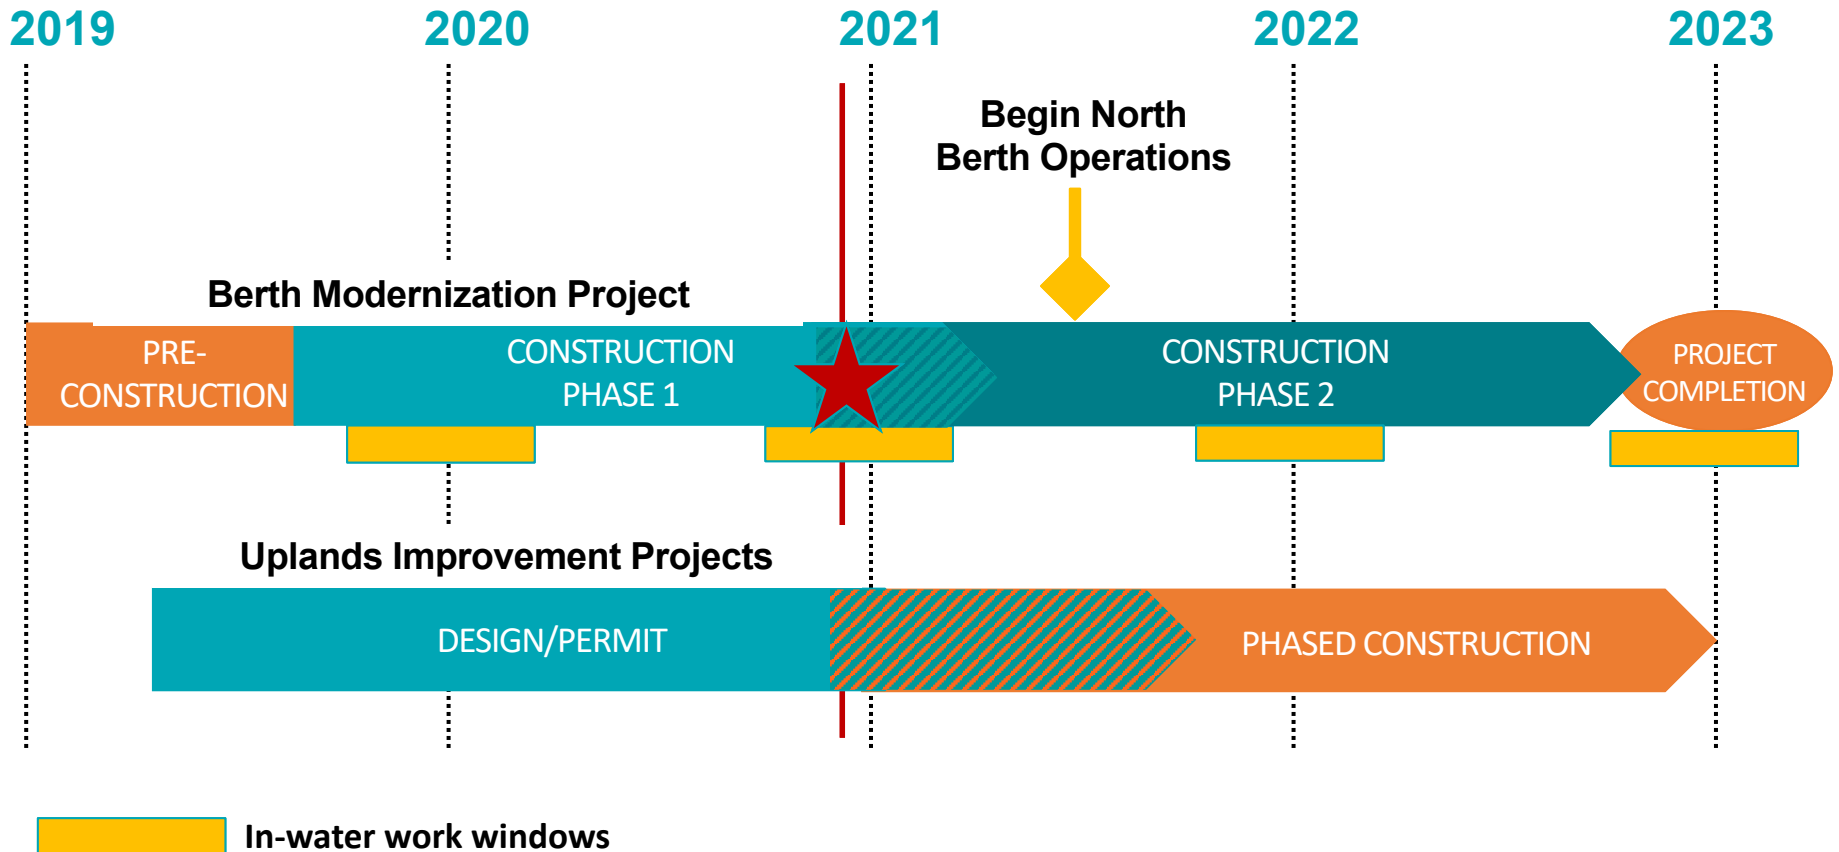 2019 2020 2021 2022 2023
Begin North
Berth Operations
Berth Modernization Project
PRE-
CONSTRUCTION
CONSTRUCTION
PHASE 1
CONSTRUCTION
PHASE 2
PROJECT
COMPLETION
Uplands Improvement Projects
DESIGN/PERMIT
PHASED CONSTRUCTION
In-water work windows